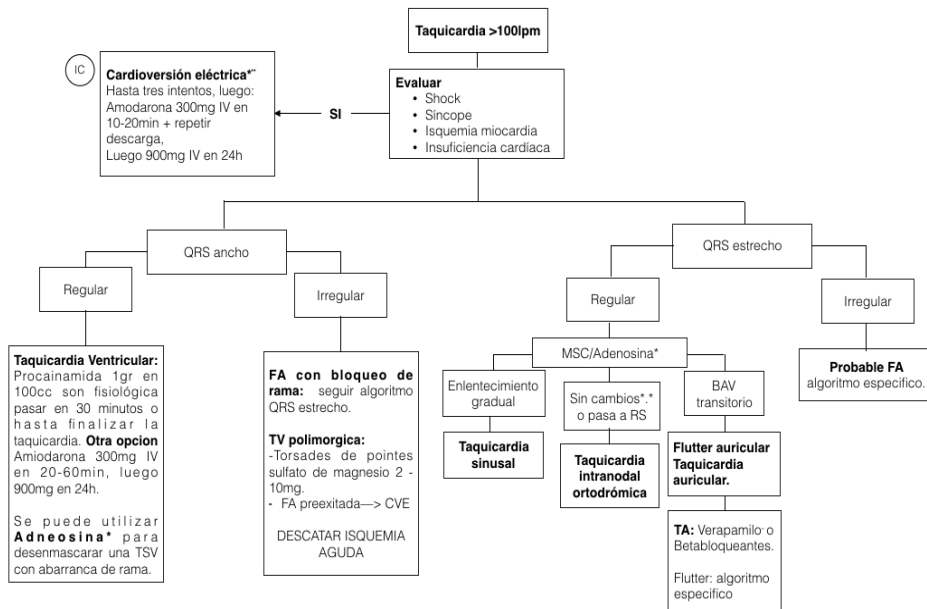 Taquicardia >100lpm
IC
Cardioversión eléctrica*¨
Hasta tres intentos, luego:
Amodarona 300mg IV en
10-20min + repetir
descarga,
Luego 900mg IV en 24h
SI
Evaluar
• Shock
• Síncope
• Isquemia miocardia
• Insuficiencia cardíaca
QRS ancho
QRS estrecho
Regular
Irregular
Regular
Irregular
Taquicardia Ventricular:
Procainamida 1gr en
100cc son fisiológica
pasar en 30 minutos o
hasta finalizar la
taquicardia. Otra opcion
Amiodarona 300mg IV
en 20-60min, luego
900mg en 24h.
Se puede utilizar
Adneosina* para
desenmascarar una TSV
con abarranca de rama.
FA con bloqueo de
rama: seguir algoritmo
QRS estrecho.
TV polimorgica:
-Torsades de pointes
sulfato de magnesio 2 -
10mg.
- FA preexitada—> CVE
DESCATAR ISQUEMIA
AGUDA
MSC/Adenosina*
Enlentecimiento
gradual
Sin cambios*.*
o pasa a RS
BAV
transitorio
Taquicardia
sinusal
Taquicardia
intranodal
ortodrómica
Flutter auricular
Taquicardia
auricular.
TA: Verapamilo· o
Betabloqueantes.
Flutter: algoritmo
especifico
Probable FA
algoritmo especifico.